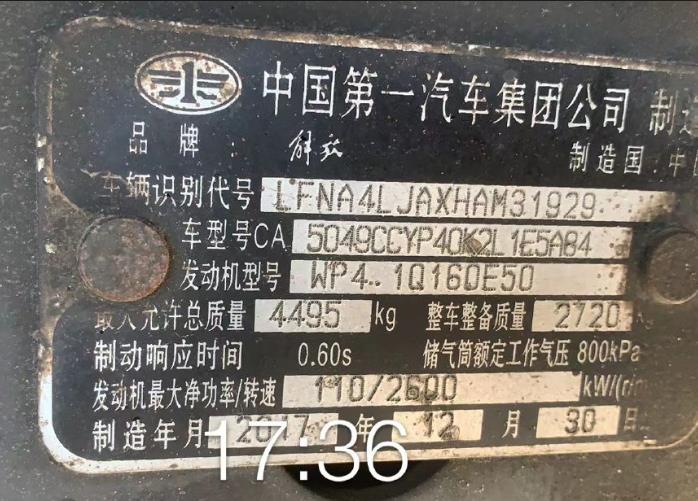 中国第一汽车集团公司 制造
品牌 解放 制造国:中国
车辆识别代号 LFNA4LJAXHAM31929
车型号CA 5049CCYP40K2L1E5A84
发动机型号 WP4.1Q160E50
最大允许总质量 4495 kg 整车整备质量 2720
制动响应时间 0.60s 储气筒额定工作气压 800kPa
发动机最大净功率/转速 110/2600 kW/(r/m
制造年月 2017 年 12 月 30 日
17:36